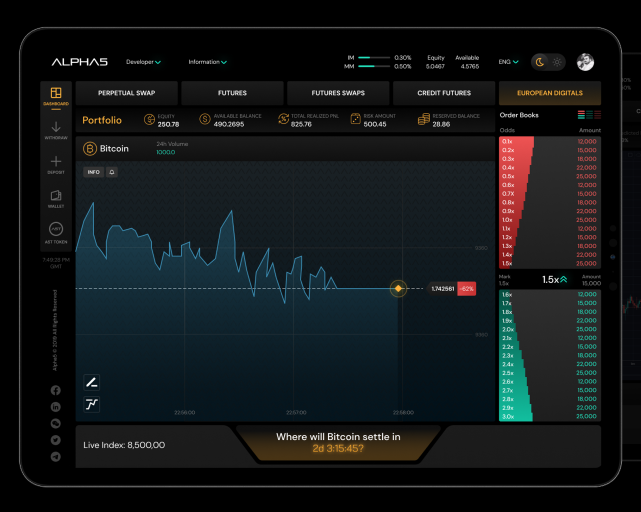 ALPHA5
Developer
Information
IM 0.30%
MM 0.50%
Equity
5.0467
Available
4.5765
ENG
DASHBOARD
PERPETUAL SWAP
FUTURES
FUTURES SWAPS
CREDIT FUTURES
EUROPEAN DIGITALS
Portfolio
EQUITY
250.78
AVAILABLE BALANCE
490.2695
TOTAL REALIZED PNL
825.76
RISK AMOUNT
500.45
RESERVED BALANCE
28.86
Order Books
Odds Amount
WITHDRAW
DEPOSIT
WALLET
A5T TOKEN
GMT
Alpha5 © 2019 All Rights Reserved
Bitcoin
24h Volume
1000.0
INFO
1.742561 -62%
22:56:00
22:57:00
22:58:00
0.1x 12,000
0.2x 15,000
0.3x 18,000
0.4x 22,000
0.5x 25,000
0.6x 12,000
0.7X 15,000
0.8x 18,000
0.9x 22,000
1.0x 25,000
1.1x 12,000
1.2x 15,000
1.3x 18,000
1.4x 22,000
1.5x 25,000
Mark
1.5x
1.5x
Amount
15,000
1.6x 12,000
1.7x 15,000
1.8x 18,000
1.9x 22,000
2.0x 25,000
2.1x 12,000
2.2x 15,000
2.3x 18,000
2.4x 22,000
2.5x 25,000
2.6x 12,000
2.7x 15,000
2.8x 18,000
2.9x 22,000
3.0x 25,000
Live Index: 8,500,00
Where will Bitcoin settle in
2d 3:15:45?